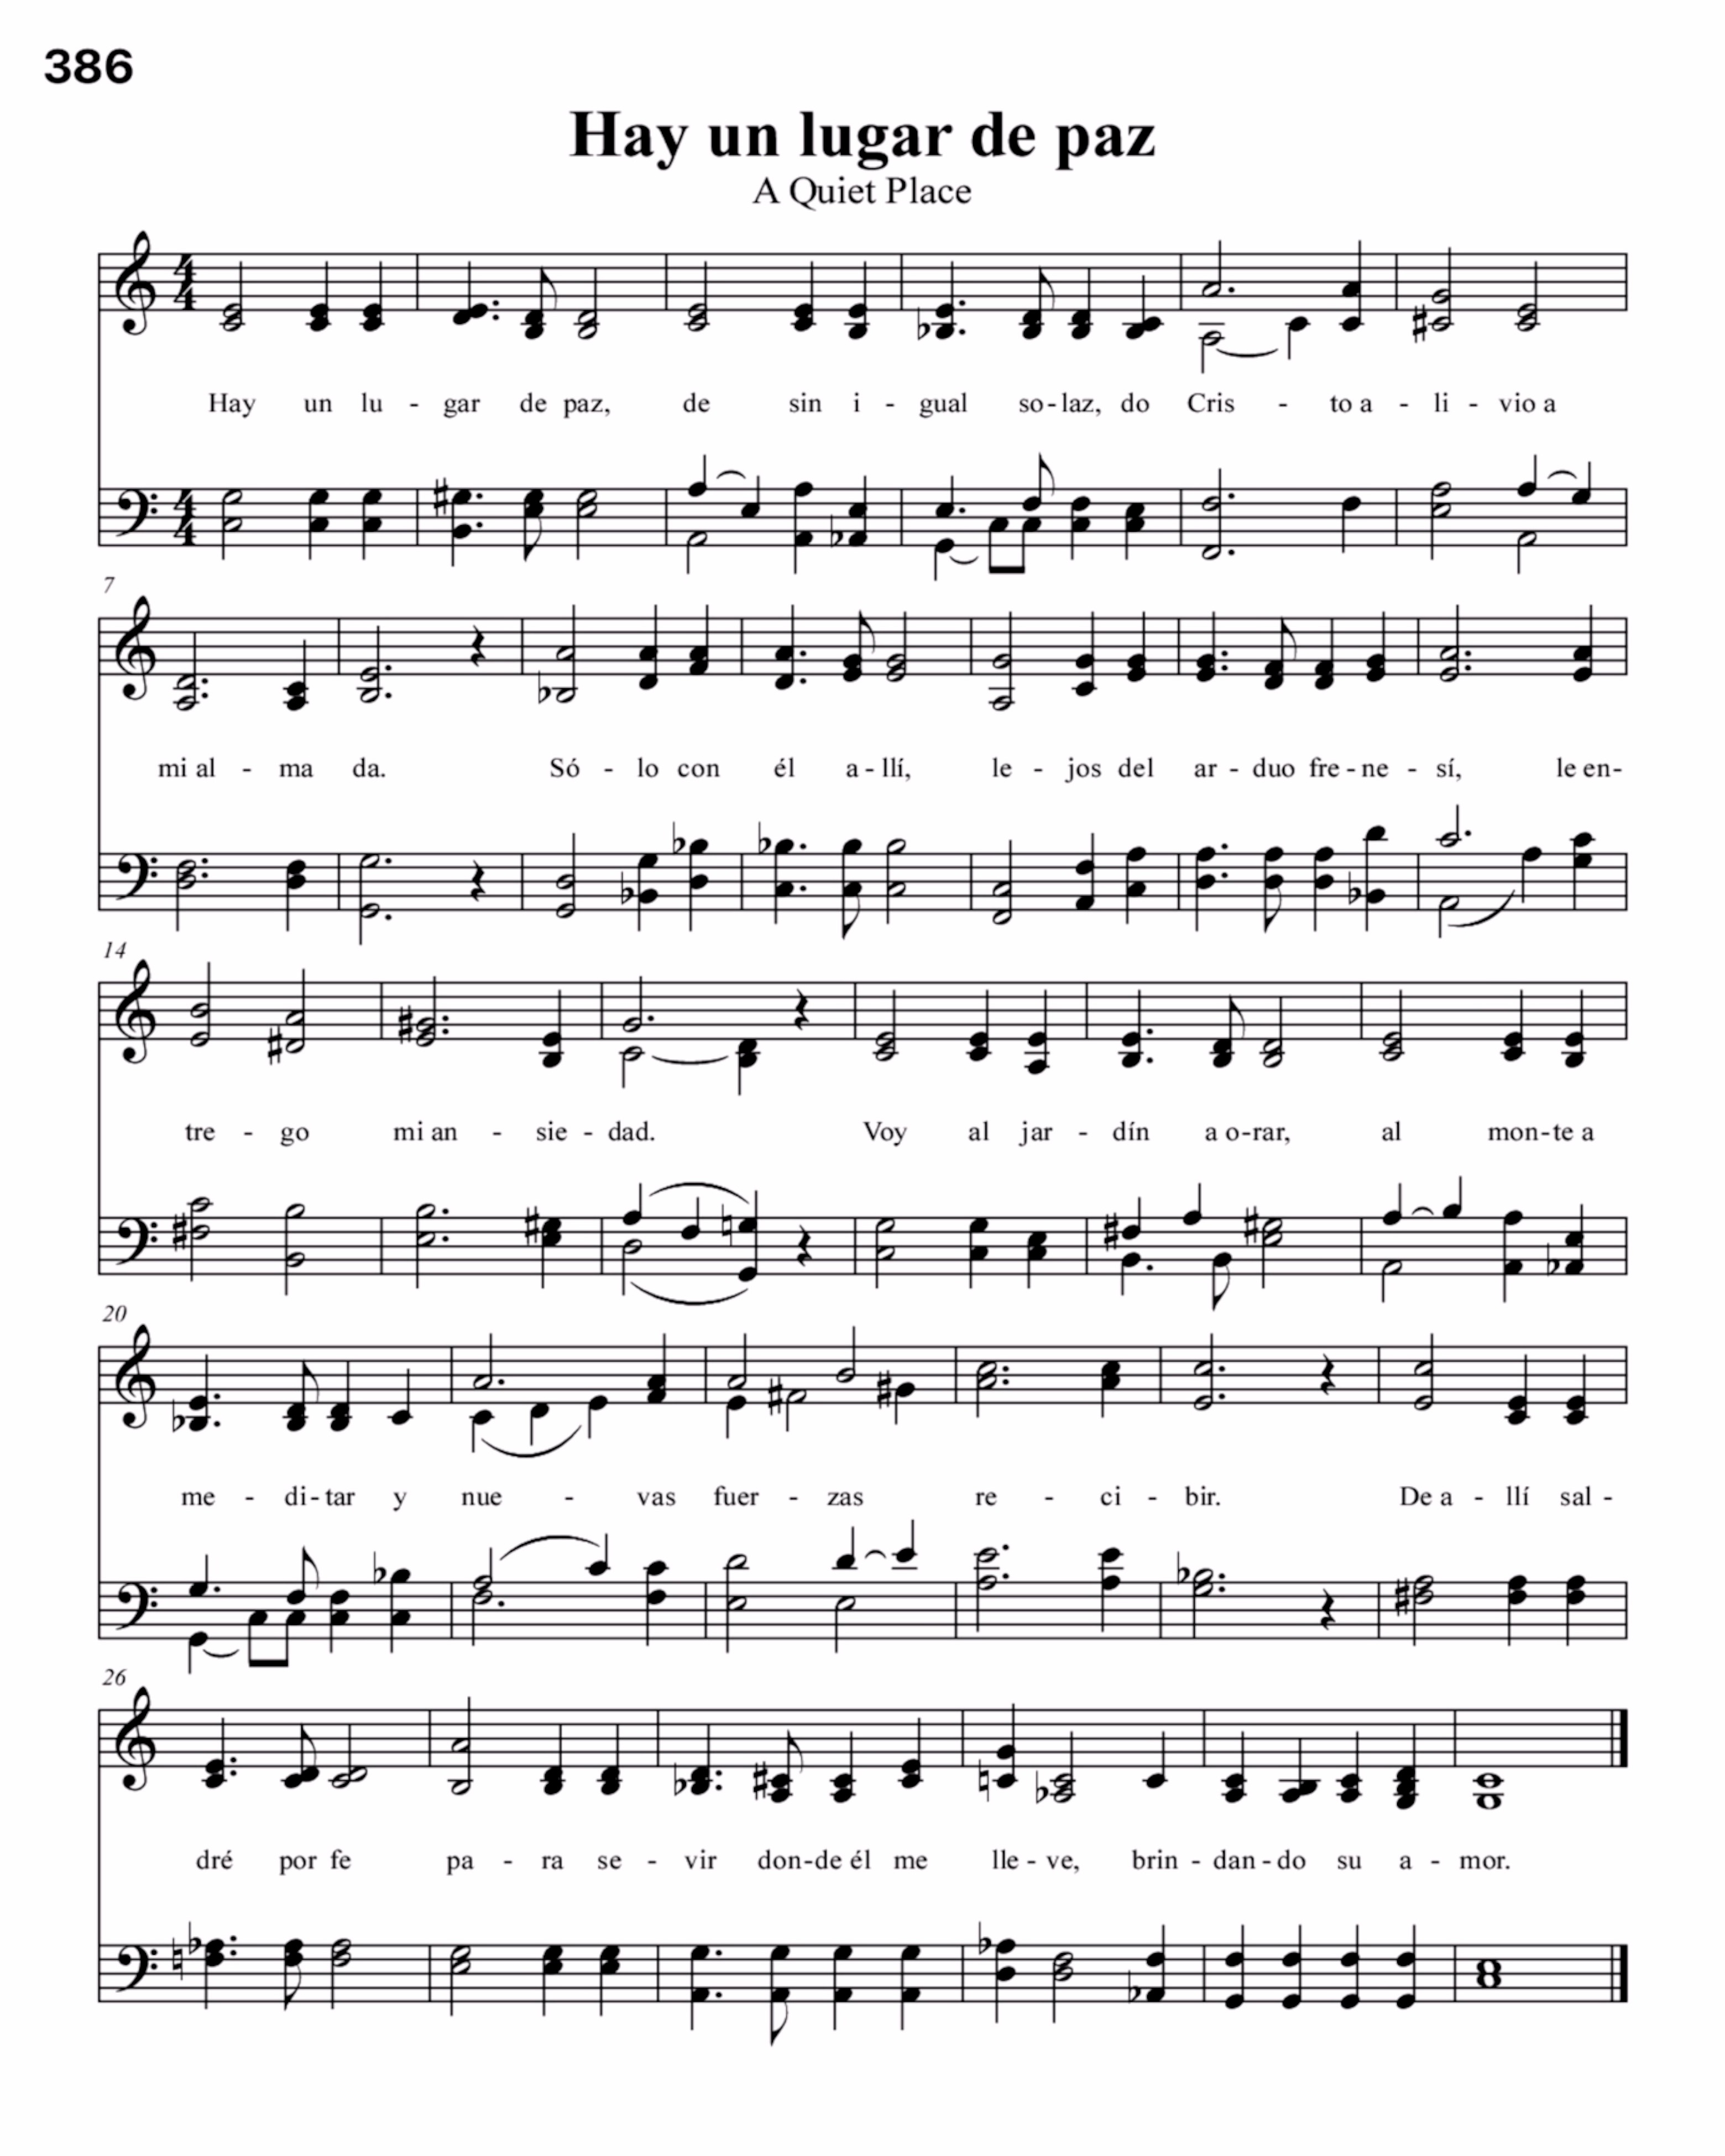 386
Hay un lugar de paz
A Quiet Place
Hay un lu - gar de paz, de sin i - gual so - laz, do Cris - to a - li - vio a
7
mi al - ma da. Só - lo con él a - llí, le - jos del ar - duo fre - ne - sí, le en-
14
tre - go mi an - sie - dad. Voy al jar - dín a o - rar, al mon - te a
20
me - di - tar y nue - vas fuer - zas re - ci - bir. De a - llí sal -
26
dré por fe pa - ra se - vir don - de él me lle - ve, brin - dan - do su a - mor.